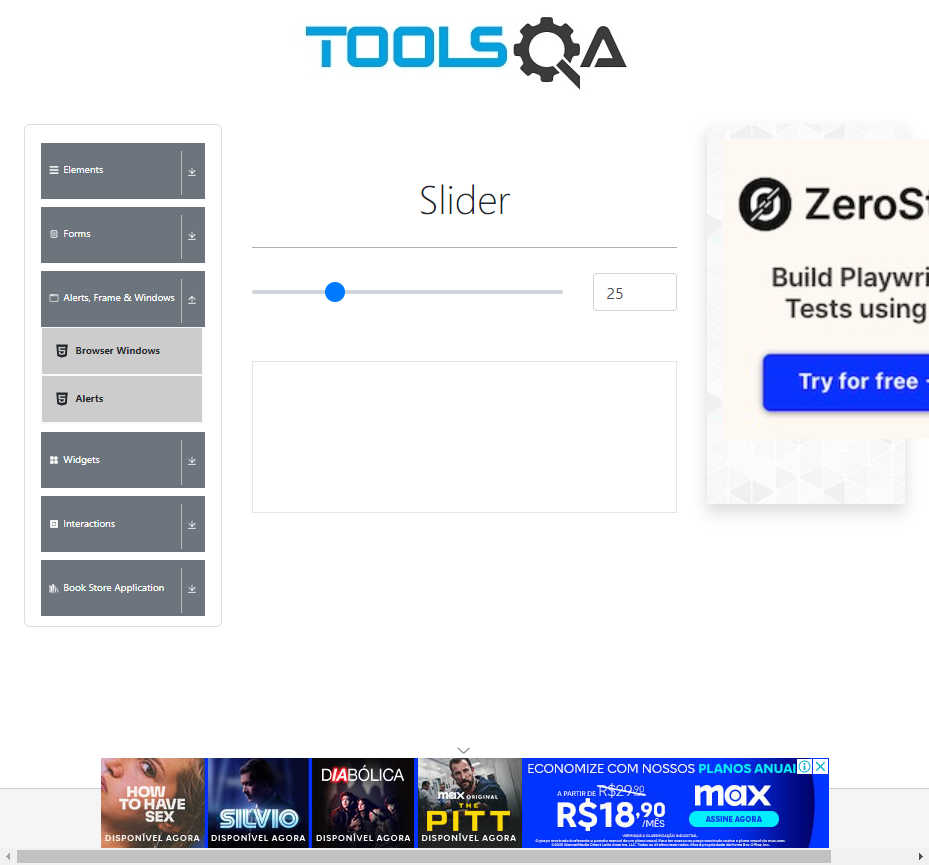 TOOLSQA
Elements
Forms
Alerts, Frame & Windows
Browser Windows
Alerts
Widgets
Interactions
Book Store Application
Slider
25
ZeroSt
Build Playwri
Tests using
Try for free
HOW
TO HAVE
SEX
DISPONÍVEL AGORA
SILVIO
DISPONÍVEL AGORA
DIABÓLICA
DISPONÍVEL AGORA
max ORIGINAL
THE
PITT
DISPONÍVEL AGORA
ECONOMIZE COM NOSSOS PLANOS ANUAI
A PARTIR DE R$29,90
R$18,90
/MÊS
max
ASSINE AGORA